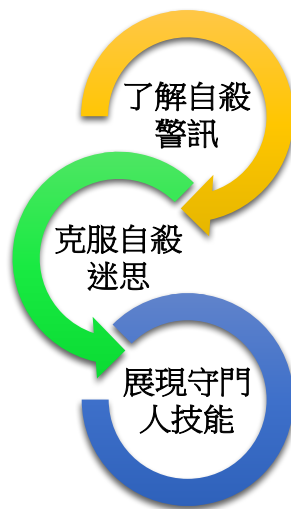 了解自殺
警訊
克服自殺
迷思
展現守門
人技能